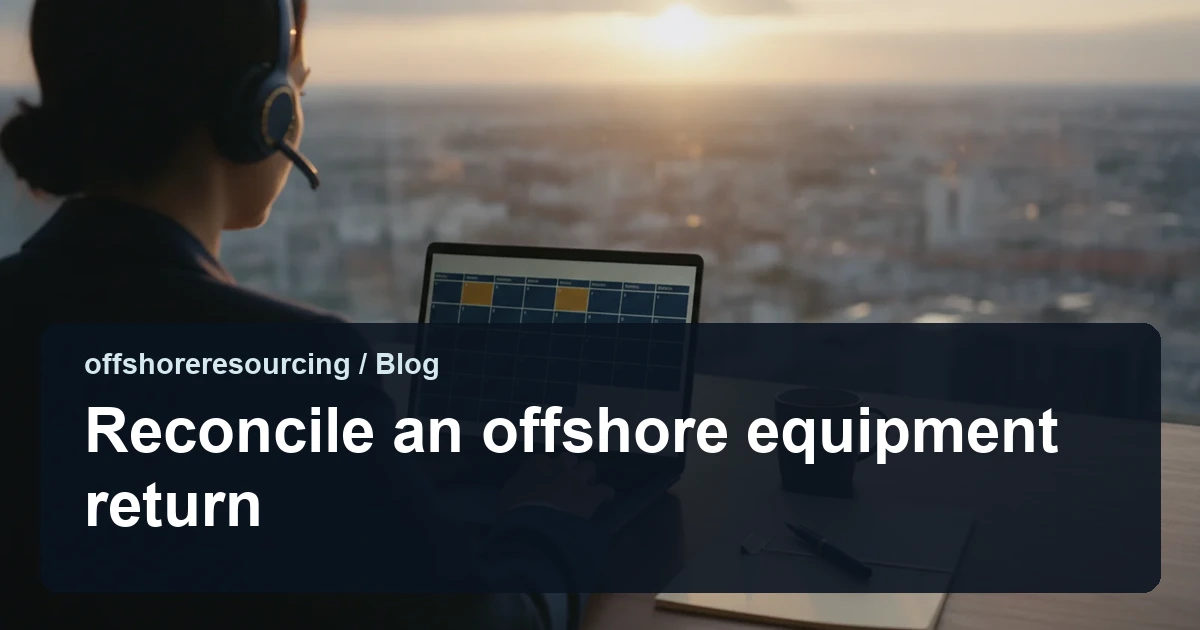 offshoreresourcing / Blog
Reconcile an offshore equipment
return